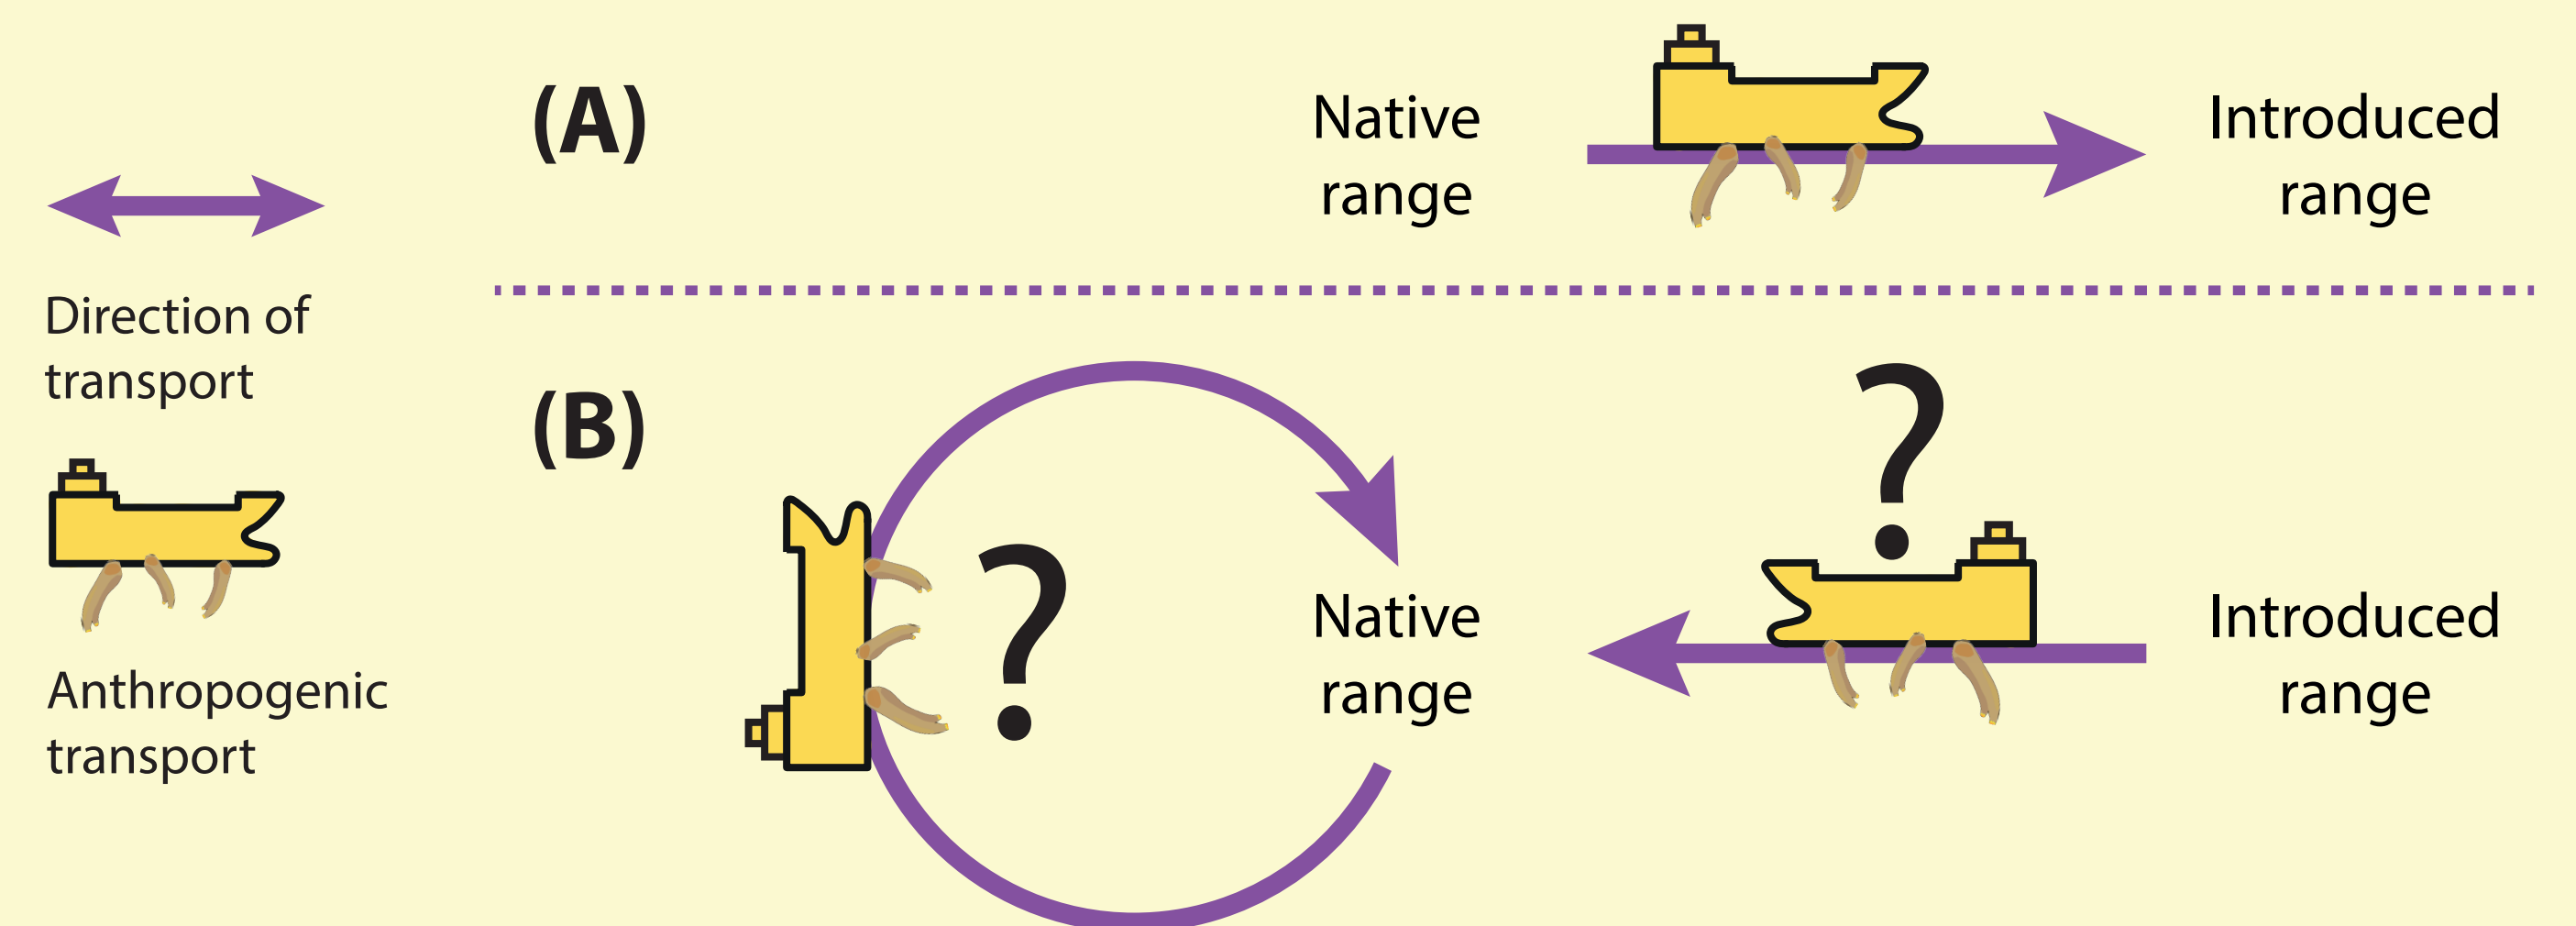 Direction of
transport
Anthropogenic
transport
(A)
Native
range
Introduced
range
(B)
?
Native
range
?
Introduced
range